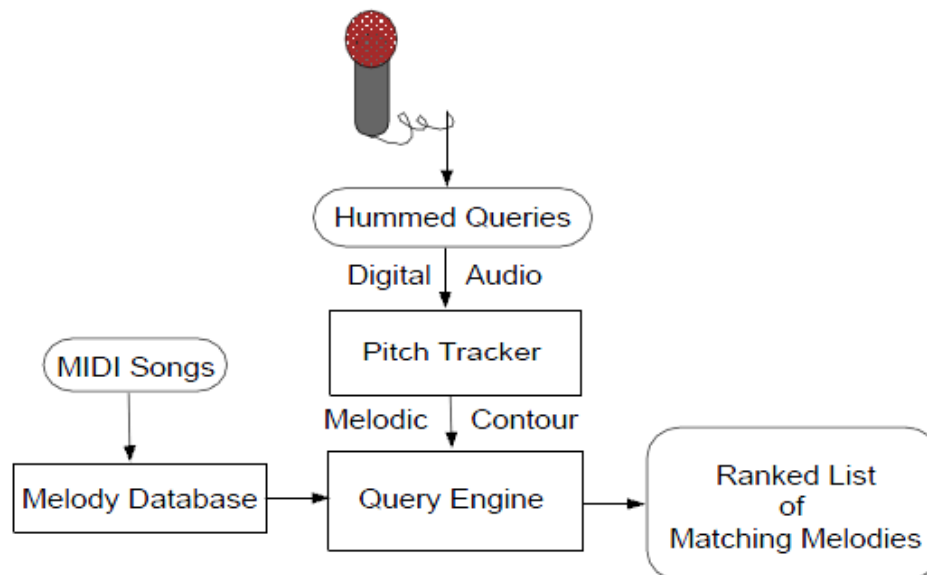 Hummed Queries
Digital Audio
Pitch Tracker
MIDI Songs
Melodic Contour
Melody Database
Query Engine
Ranked List
of
Matching Melodies